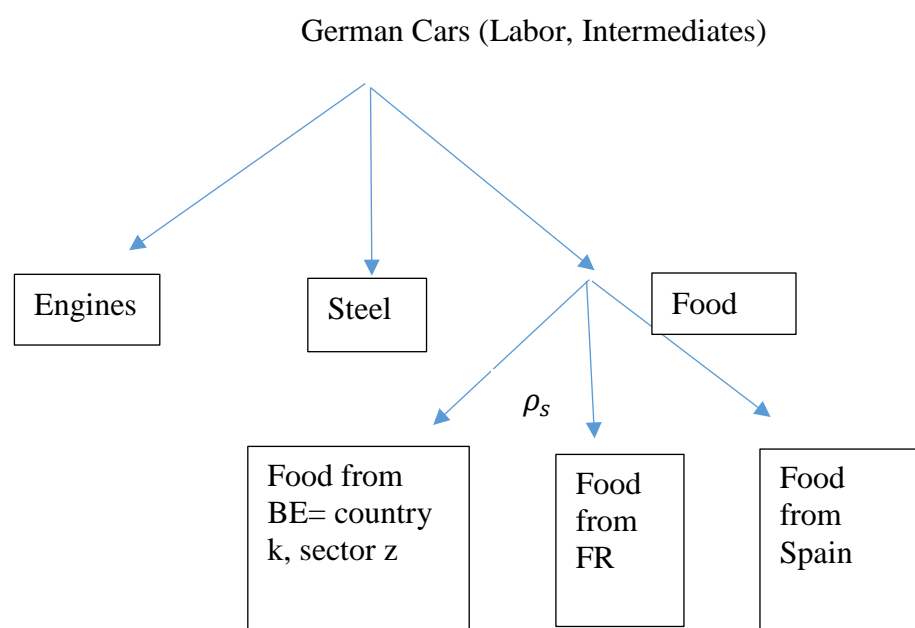 German Cars (Labor, Intermediates)
Engines
Steel
Food
ρₛ
Food from
BE= country
k, sector z
Food
from
FR
Food
from
Spain